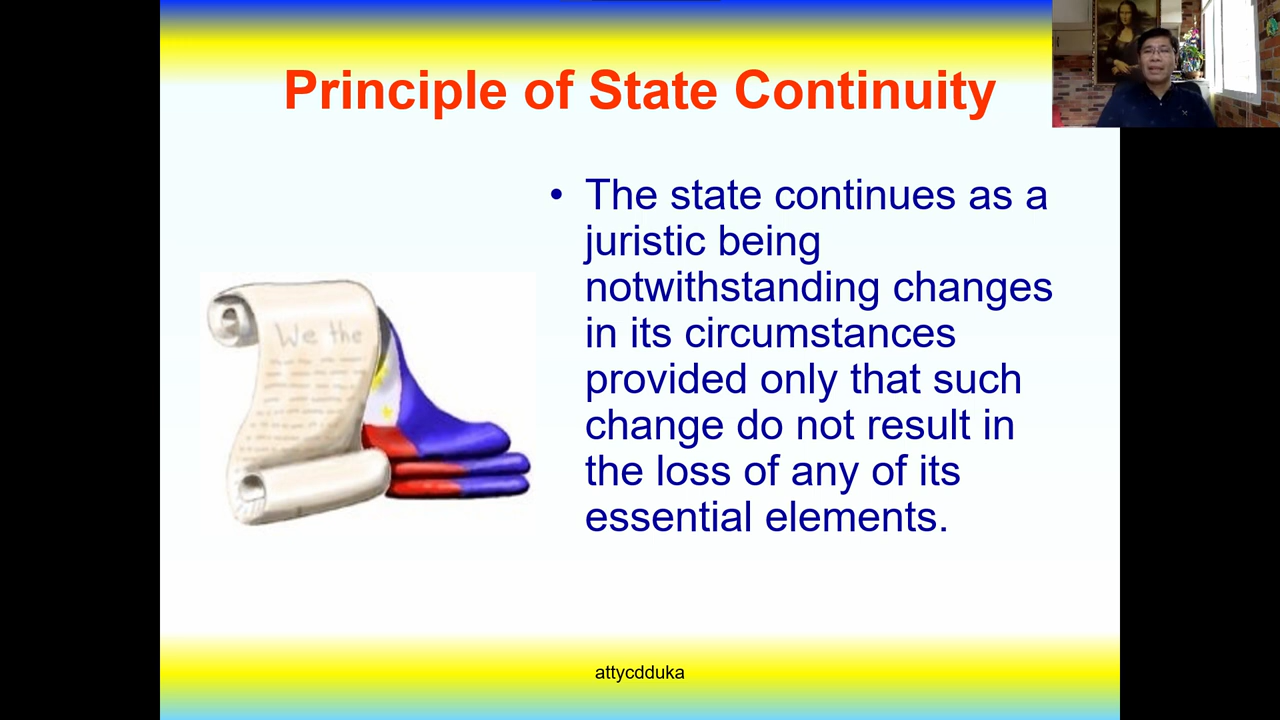 Principle of State Continuity
• The state continues as a
juristic being
notwithstanding changes
in its circumstances
provided only that such
change do not result in
the loss of any of its
essential elements.
We the
attycdduka